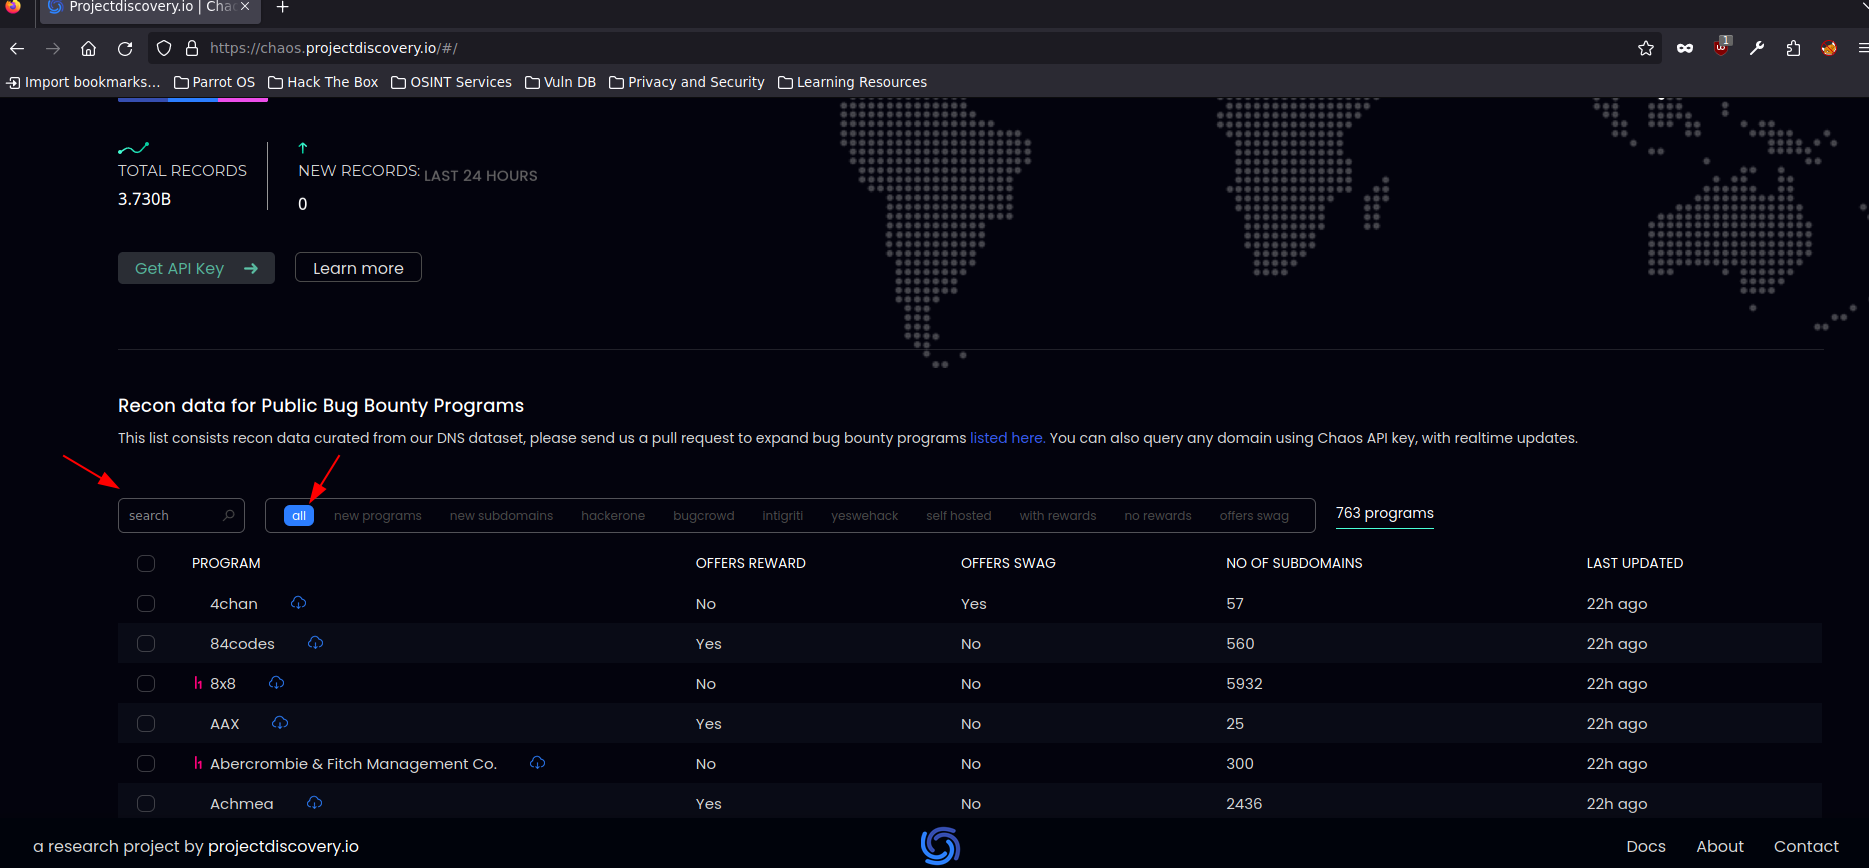 Projectdiscovery.io | Chao
https://chaos.projectdiscovery.io/#/
1
Import bookmarks... Parrot OS Hack The Box OSINT Services Vuln DB Privacy and Security Learning Resources
TOTAL RECORDS
3.730B
NEW RECORDS: LAST 24 HOURS
0
Get API Key Learn more
Recon data for Public Bug Bounty Programs
This list consists recon data curated from our DNS dataset, please send us a pull request to expand bug bounty programs listed here. You can also query any domain using Chaos API key, with realtime updates.
search all new programs new subdomains hackerone bugcrowd intigriti yeswehack self hosted with rewards no rewards offers swag 763 programs
PROGRAM OFFERS REWARD OFFERS SWAG NO OF SUBDOMAINS LAST UPDATED
4chan No Yes 57 22h ago
84codes Yes No 560 22h ago
8x8 No No 5932 22h ago
AAX Yes No 25 22h ago
Abercrombie & Fitch Management Co. No No 300 22h ago
Achmea Yes No 2436 22h ago
a research project by projectdiscovery.io Docs About Contact